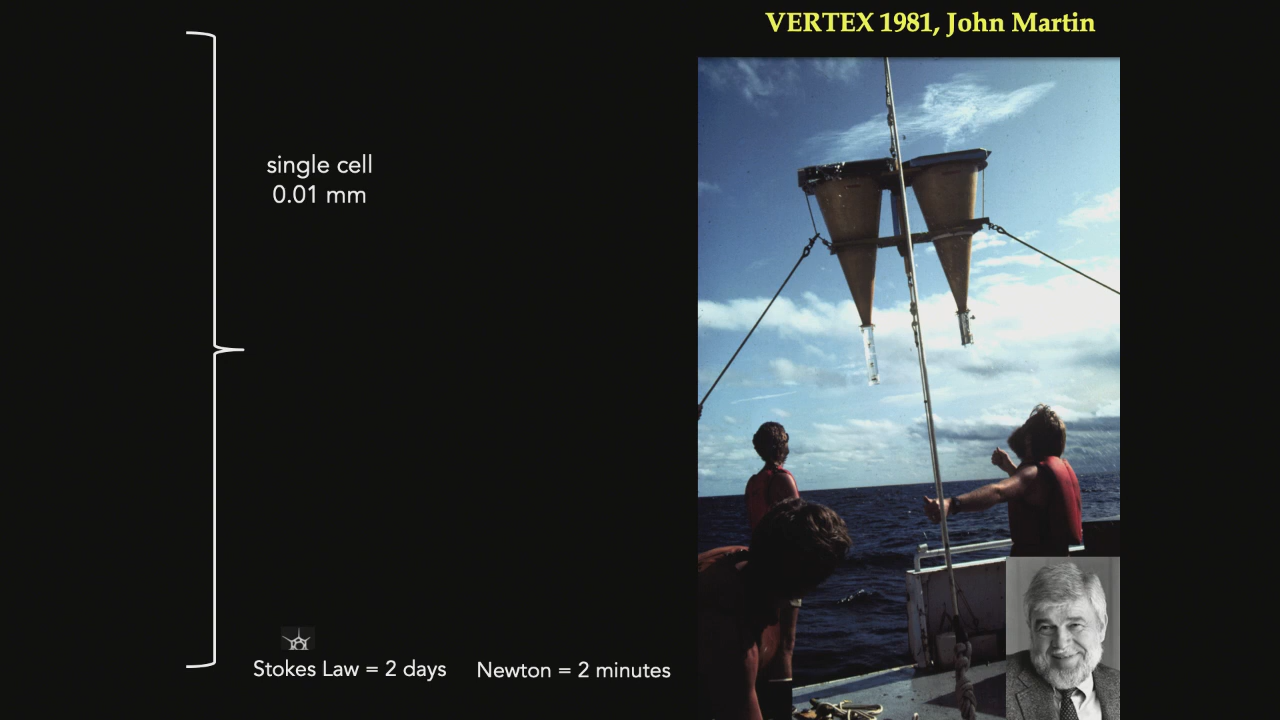 VERTEX 1981, John Martin
single cell
0.01 mm
Stokes Law = 2 days
Newton = 2 minutes